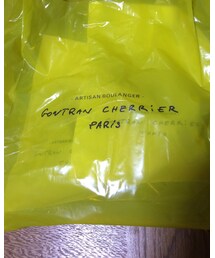 ARTISAN BOULANGER
GONTRAN CHERRIER
PARIS